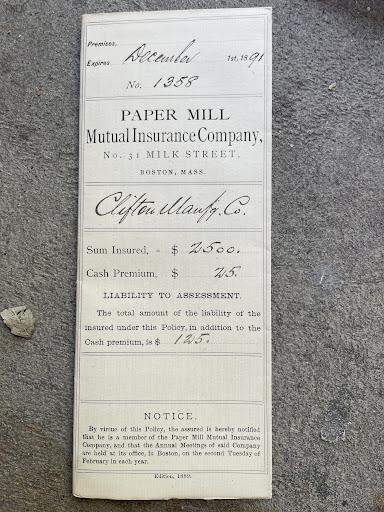 Premises,
Expires December 1st, 1891
No. 1358
PAPER MILL
Mutual Insurance Company,
No. 31 MILK STREET,
BOSTON, MASS.
Clifton Manf'g. Co.
Sum Insured, - $ 2500.
Cash Premium, $ 25.
LIABILITY TO ASSESSMENT.
The total amount of the liability of the
insured under this Policy, in addition to the
Cash premium, is $ 125.
NOTICE.
By virtue of this Policy, the assured is hereby notified
that he is a member of the Paper Mill Mutual Insurance
Company, and that the Annual Meetings of said Company
are held at its office, in Boston, on the second Tuesday of
February in each year.
Edition, 1889.